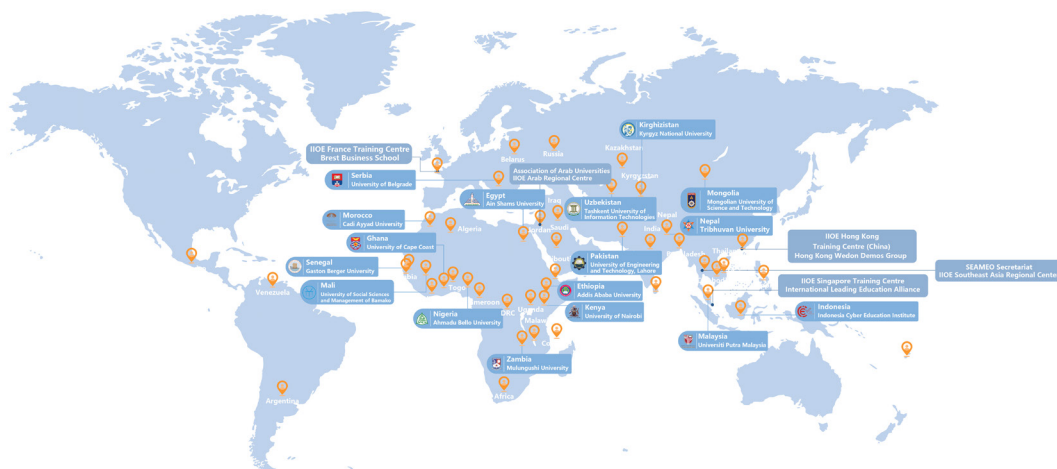 Kirghizistan
Kyrgyz National University
Russia
Belarus
Kazakhstan
IIOE France Training Centre
Brest Business School
Association of Arab Universities
IIOE Arab Regional Centre
Serbia
University of Belgrade
Kyrgyzstan
Mongolia
Mongolian University of
Science and Technology
Egypt
Ain Shams University
Iraq
Uzbekistan
Tashkent University of
Information Technologies
Morocco
Cadi Ayyad University
Algeria
Jordan
Saudi
Nepal
India
Nepal
Tribhuvan University
Ghana
University of Cape Coast
IIOE Hong Kong
Training Centre (China)
Hong Kong Wedon Demos Group
Senegal
Gaston Berger University
Pakistan
University of Engineering
and Technology, Lahore
SEAMEO Secretariat
IIOE Southeast Asia Regional Center
Venezuela
Mali
University of Social Sciences
and Management of Bamako
Togo
Ethiopia
Addis Ababa University
IIOE Singapore Training Centre
International Leading Education Alliance
Nigeria
Ahmadu Bello University
DRC
Uganda
Kenya
University of Nairobi
Indonesia
Indonesia Cyber Education Institute
Malaysia
Universiti Putra Malaysia
Zambia
Mulungushi University
Africa
Argentina